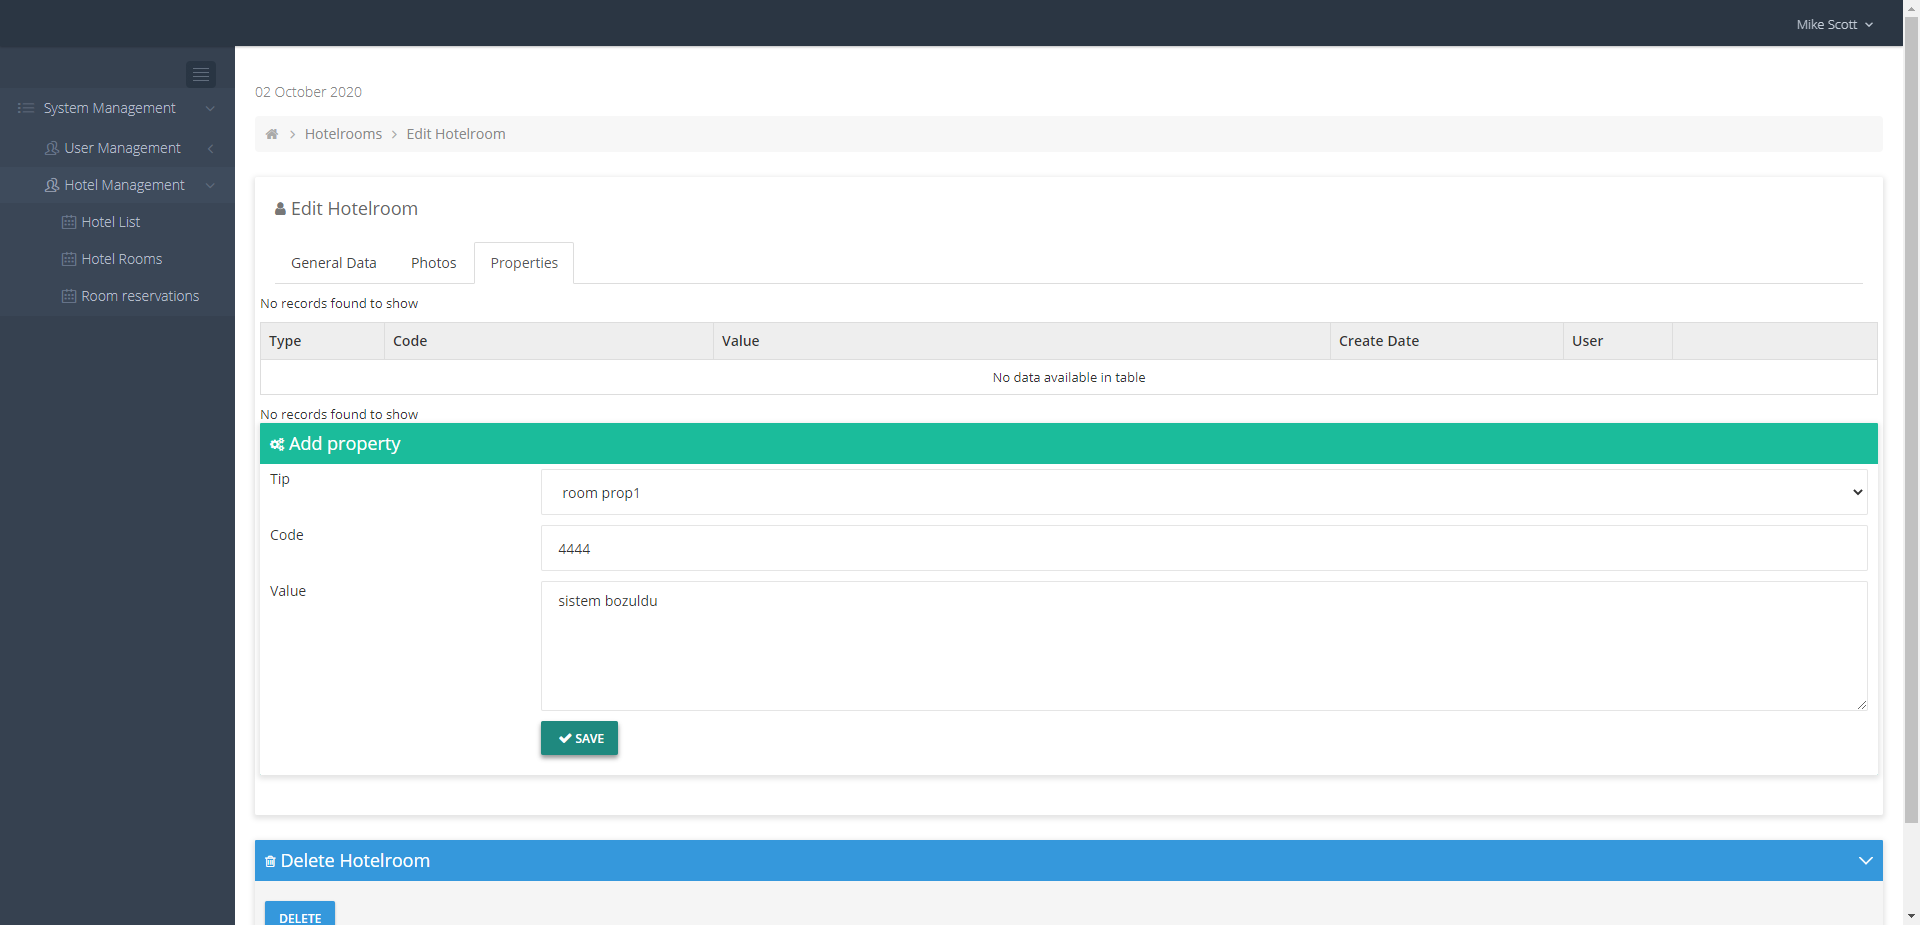 Mike Scott
System Management
User Management
Hotel Management
Hotel List
Hotel Rooms
Room reservations
02 October 2020
Hotelrooms > Edit Hotelroom
Edit Hotelroom
General Data Photos Properties
No records found to show
Type Code Value Create Date User
No data available in table
No records found to show
Add property
Tip room prop1
Code 4444
Value sistem bozuldu
SAVE
Delete Hotelroom
DELETE